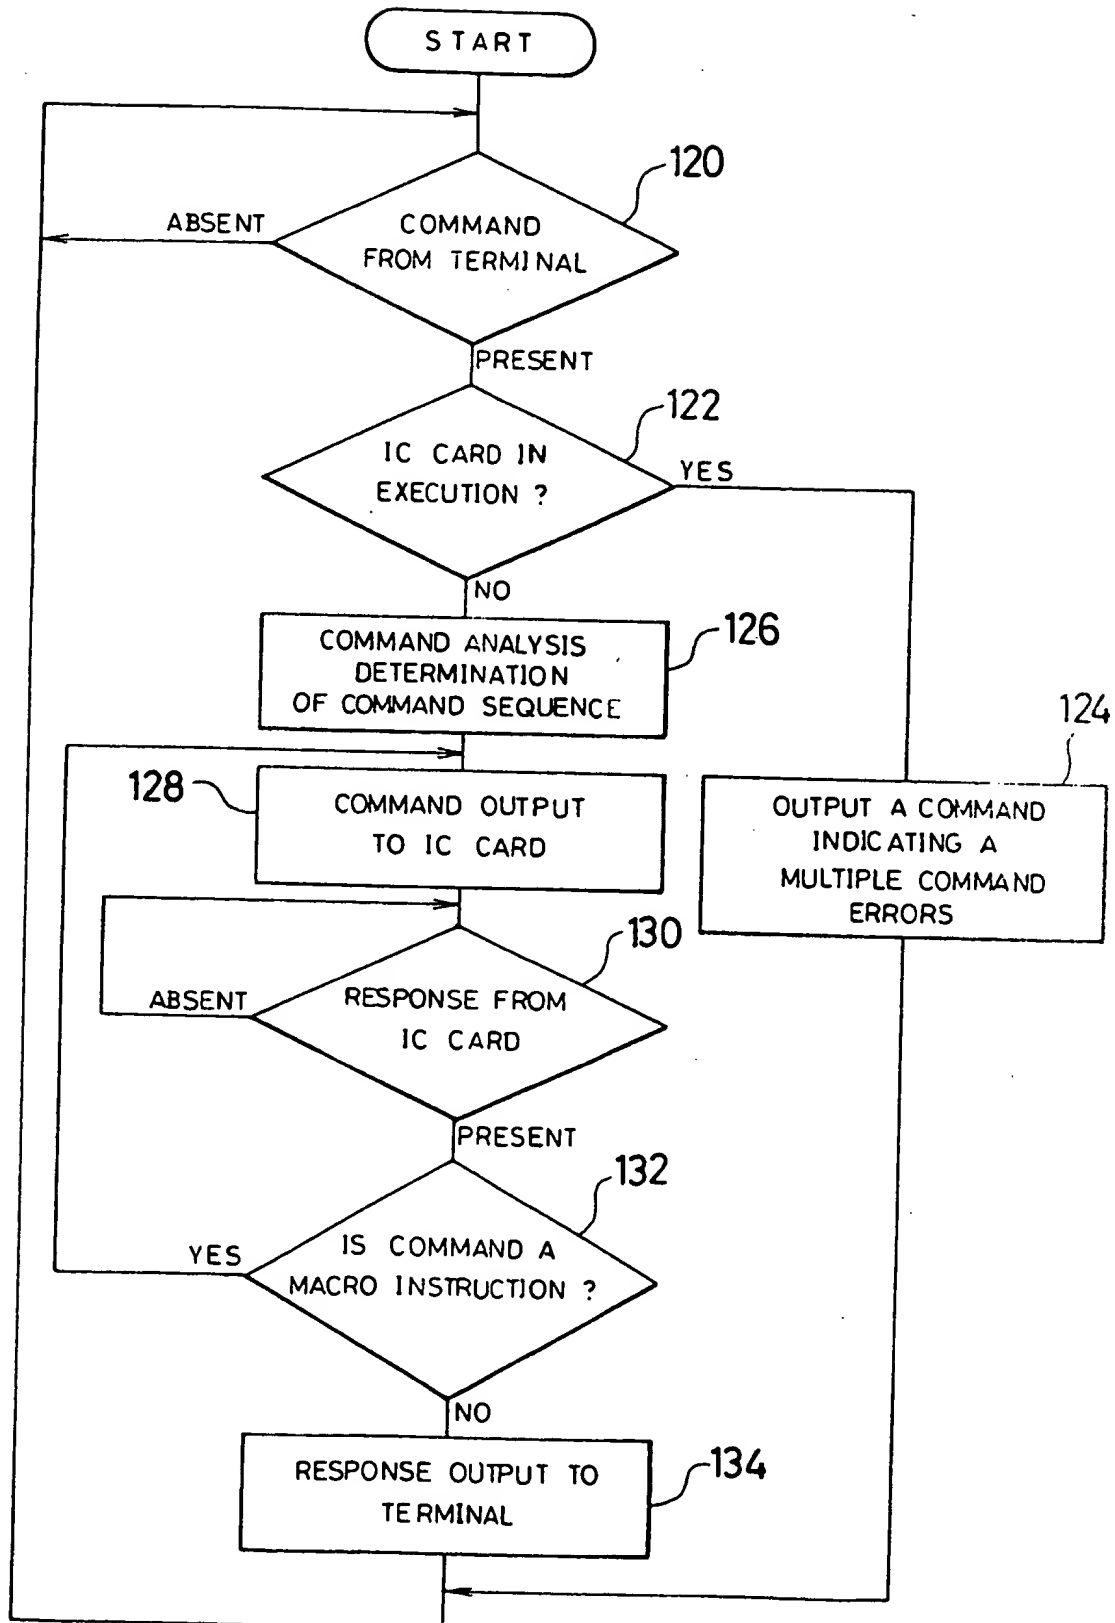 START
120
COMMAND
FROM TERMINAL
ABSENT
PRESENT
122
IC CARD IN
EXECUTION ?
YES
NO
126
COMMAND ANALYSIS
DETERMINATION
OF COMMAND SEQUENCE
124
OUTPUT A COMMAND
INDICATING A
MULTIPLE COMMAND
ERRORS
128
COMMAND OUTPUT
TO IC CARD
130
RESPONSE FROM
IC CARD
ABSENT
PRESENT
132
IS COMMAND A
MACRO INSTRUCTION ?
YES
NO
RESPONSE OUTPUT TO
TERMINAL
134